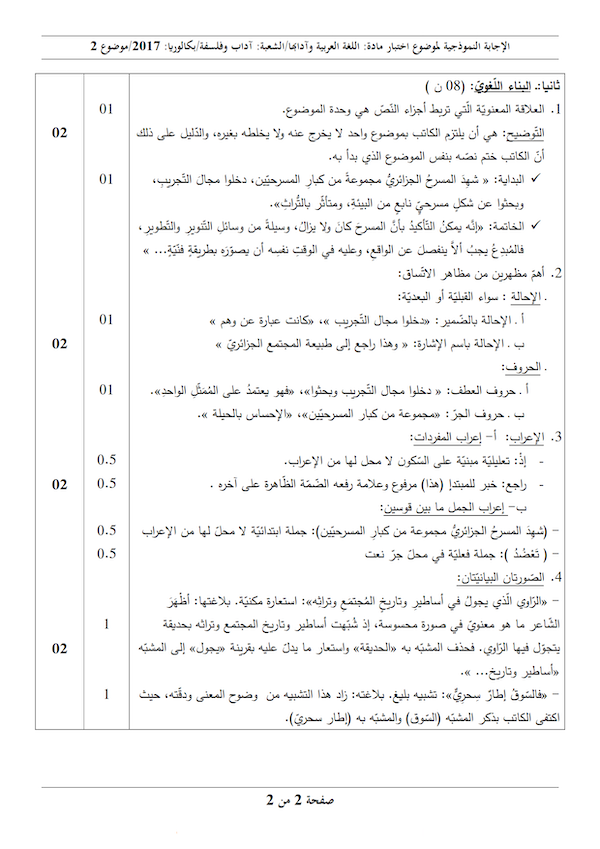 الإجابة النموذجية لموضوع اختبار مادة: اللغة العربية وآدابها/الشعبة: آداب وفلسفة/بكالوريا: 2017/موضوع 2
ثانيا:. البناء اللّغويّ: (08 ن )
1. العلاقة المعنويّة الّتي تربط أجزاء النّصّ هي وحدة الموضوع. 01
التّوضيح: هي أن يلتزم الكاتب بموضوع واحد لا يخرج عنه ولا يخلطه بغيره، والدّليل على ذلك 02
أنّ الكاتب ختم نصّه بنفس الموضوع الذي بدأ به.
✓ البداية: « شهِدَ المسرحُ الجزائريُّ مجموعةً من كبارِ المسرحيّين، دخلوا مجالَ التّجريبِ، 01
وبحثوا عن شكلٍ مسرحيّ نابعٍ من البيئةِ، ومتأثّرٍ بالتُّراثِ».
✓ الخاتمة: «إنّه يمكنُ التّأكيدُ بأنّ المسرحَ كانَ ولا يزالُ، وسيلةً من وسائلِ التّنويرِ والتّطويرِ،
فالمُبدِعُ يجبُ ألاَّ ينفصلَ عن الواقعِ، وعليه في الوقتِ نفسِه أن يصوّرَه بطريقةٍ فنّيّةٍ... »
2. أهمّ مظهرين من مظاهر الاتّساق:
. الإحالة : سواء القبليّة أو البعديّة:
أ . الإحالة بالضّمير: «دخلوا مجال التّجريب »، «كانت عبارة عن وهم » 01
ب . الإحالة باسم الإشارة: « وهذا راجع إلى طبيعة المجتمع الجزائريّ » 02
. الحروف:
أ . حروف العطف: « دخلوا مجال التّجريب وبحثوا»، «فهو يعتمدُ على المُمَثّلِ الواحدِ». 01
ب . حروف الجرّ: «مجموعة من كبار المسرحيّين»، «الإحساس بالحيلة ».
3. الإعراب: أ- إعراب المفردات:
- إذْ: تعليليّة مبنيّة على السّكون لا محل لها من الإعراب. 0.5
- راجع: خبر للمبتدإ (هذا) مرفوع وعلامة رفعه الضّمّة الظّاهرة على آخره . 0.5 02
ب- إعراب الجمل ما بين قوسين:
– (شهِدَ المسرحُ الجزائريُّ مجموعة من كبارِ المسرحيّين): جملة ابتدائيّة لا محلّ لها من الإعراب 0.5
– ( تَعْضُدُ ): جملة فعليّة في محلّ جرّ نعت 0.5
4. الصّورتان البيانيّتان:
– «الرّاوي الّذي يجولُ في أساطيرِ وتاريخِ المُجتمَعِ وتراثِه»: استعارة مكنيّة. بلاغتها: أظْهَرَ
الشّاعر ما هو معنويّ في صورة محسوسة، إذ شُبّهت أساطير وتاريخ المجتمع وتراثه بحديقة 1
يتجوّل فيها الرّاوي. فحذف المشبّه به «الحديقة» واستعار ما يدلّ عليه بقرينة «يجول» إلى المشبّه 02
«أساطير وتاريخ... ».
– «فالسّوقُ إطارٌ سِحرِيٌّ»: تشبيه بليغ. بلاغته: زاد هذا التّشبيه من وضوح المعنى ودقّته، حيث 1
اكتفى الكاتب بذكر المشبّه (السّوق) والمشبّه به (إطار سحريّ).
صفحة 2 من 2